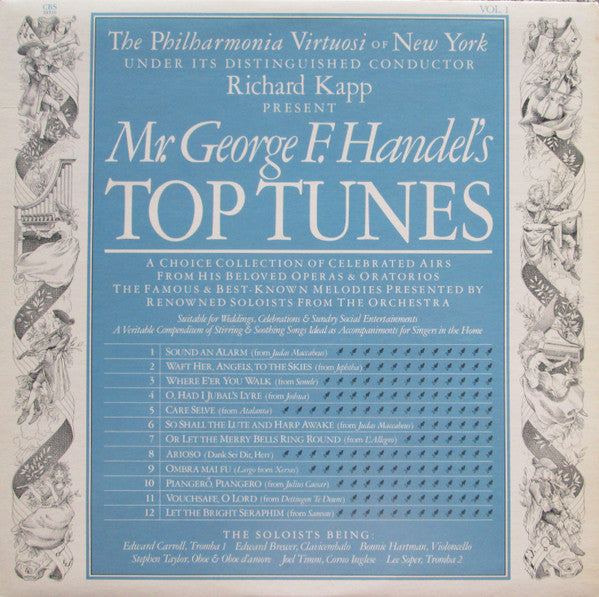 CBS
VOL. 1
The Philharmonia Virtuosi of New York
UNDER ITS DISTINGUISHED CONDUCTOR
Richard Kapp
PRESENT
Mr. George F. Handel's
TOP TUNES
A CHOICE COLLECTION OF CELEBRATED AIRS
FROM HIS BELOVED OPERAS & ORATORIOS
THE FAMOUS & BEST-KNOWN MELODIES PRESENTED BY
RENOWNED SOLOISTS FROM THE ORCHESTRA
Suitable for Weddings, Celebrations & Sundry Social Entertainments
A Veritable Compendium of Stirring & Soothing Songs Ideal as Accompaniments for Singers in the Home
1 SOUND AN ALARM (from Judas Maccabeus)
2 WAFT HER, ANGELS, TO THE SKIES (from Jephtha)
3 WHERE E'ER YOU WALK (from Semele)
4 O, HAD I JUBAL'S LYRE (from Joshua)
5 CARE SELVE (from Atalanta)
6 SO SHALL THE LUTE AND HARP AWAKE (from Judas Maccabeus)
7 OR LET THE MERRY BELLS RING ROUND (from L'Allegro)
8 ARIOSO (Dank Sei Dir, Herr)
9 OMBRA MAI FU (Largo from Xerxes)
10 PIANGERÒ, PIANGERO (from Julius Caesar)
11 VOUCHSAFE, O LORD (from Dettingen Te Deum)
12 LET THE BRIGHT SERAPHIM (from Samson)
THE SOLOISTS BEING:
Edward Carroll, Tromba 1 Edward Brewer, Clavicembalo Bonnie Hartman, Violoncello
Stephen Taylor, Oboe & Oboe d'amore Joel Timm, Corno Inglese Lee Soper, Tromba 2